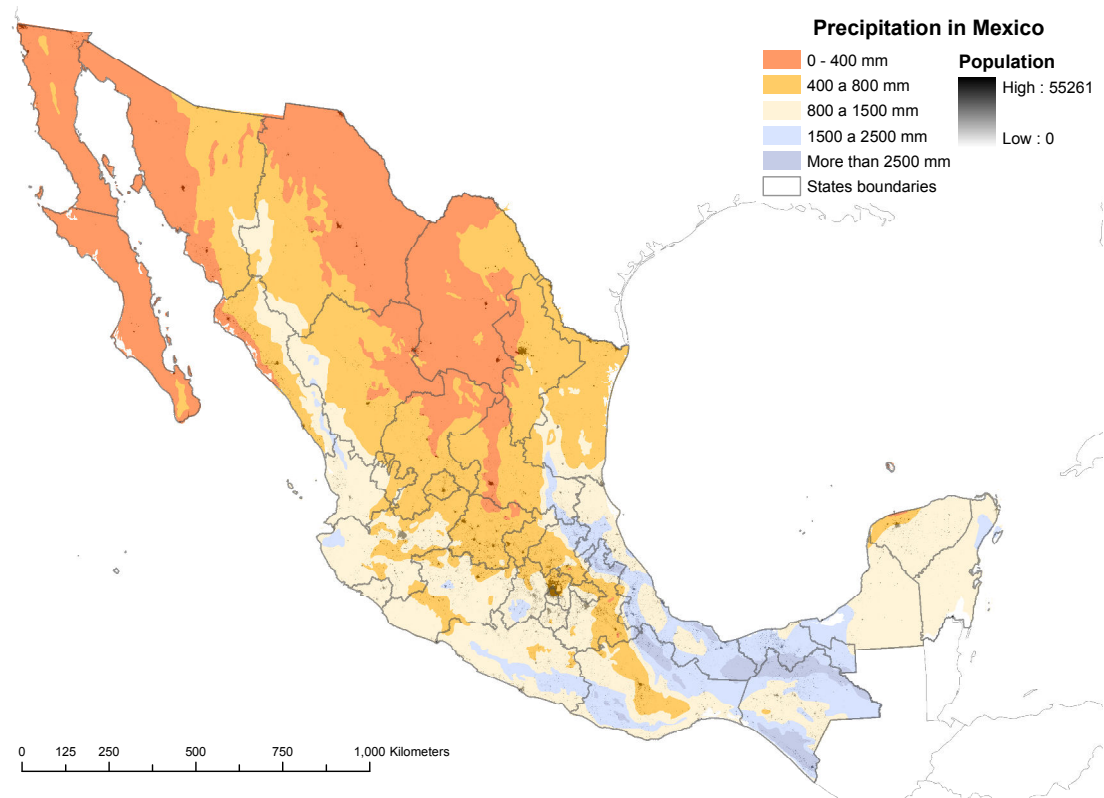 Precipitation in Mexico
0 - 400 mm
400 a 800 mm
800 a 1500 mm
1500 a 2500 mm
More than 2500 mm
States boundaries
Population
High : 55261
Low : 0
0 125 250 500 750 1,000 Kilometers